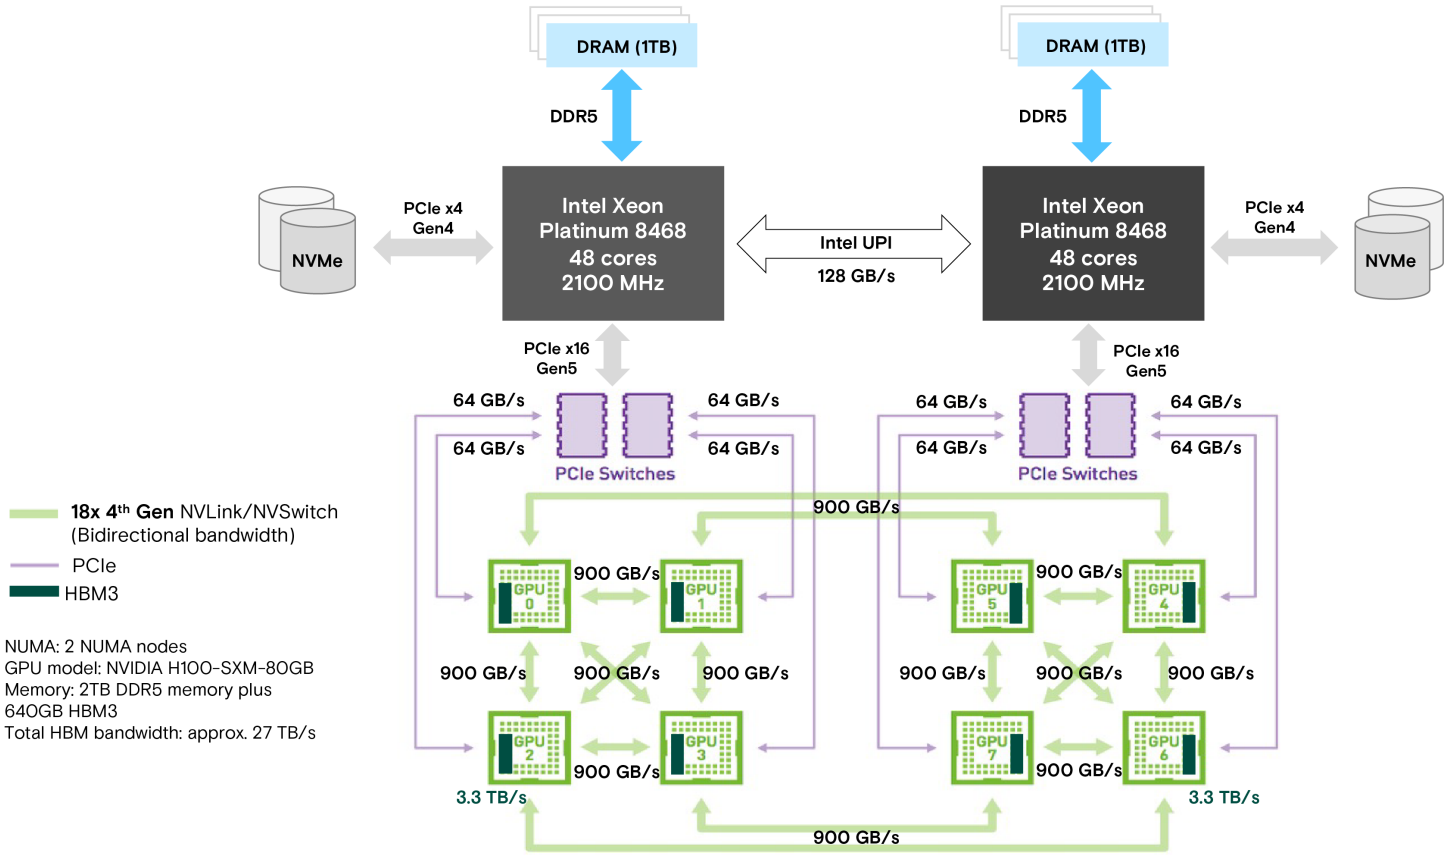 DRAM (1TB)
DRAM (1TB)
DDR5
DDR5
NVMe
PCIe x4
Gen4
Intel Xeon
Platinum 8468
48 cores
2100 MHz
Intel UPI
128 GB/s
Intel Xeon
Platinum 8468
48 cores
2100 MHz
PCIe x4
Gen4
NVMe
PCIe x16
Gen5
PCIe x16
Gen5
64 GB/s
64 GB/s
64 GB/s
64 GB/s
PCIe Switches
64 GB/s
64 GB/s
64 GB/s
64 GB/s
PCIe Switches
18x 4th Gen NVLink/NVSwitch
(Bidirectional bandwidth)
PCIe
HBM3
NUMA: 2 NUMA nodes
GPU model: NVIDIA H100-SXM-80GB
Memory: 2TB DDR5 memory plus
640GB HBM3
Total HBM bandwidth: approx. 27 TB/s
900 GB/s
GPU
0
900 GB/s
GPU
1
GPU
5
900 GB/s
GPU
4
900 GB/s
900 GB/s
900 GB/s
900 GB/s
900 GB/s
900 GB/s
GPU
2
900 GB/s
GPU
3
GPU
7
900 GB/s
GPU
6
3.3 TB/s
3.3 TB/s
900 GB/s